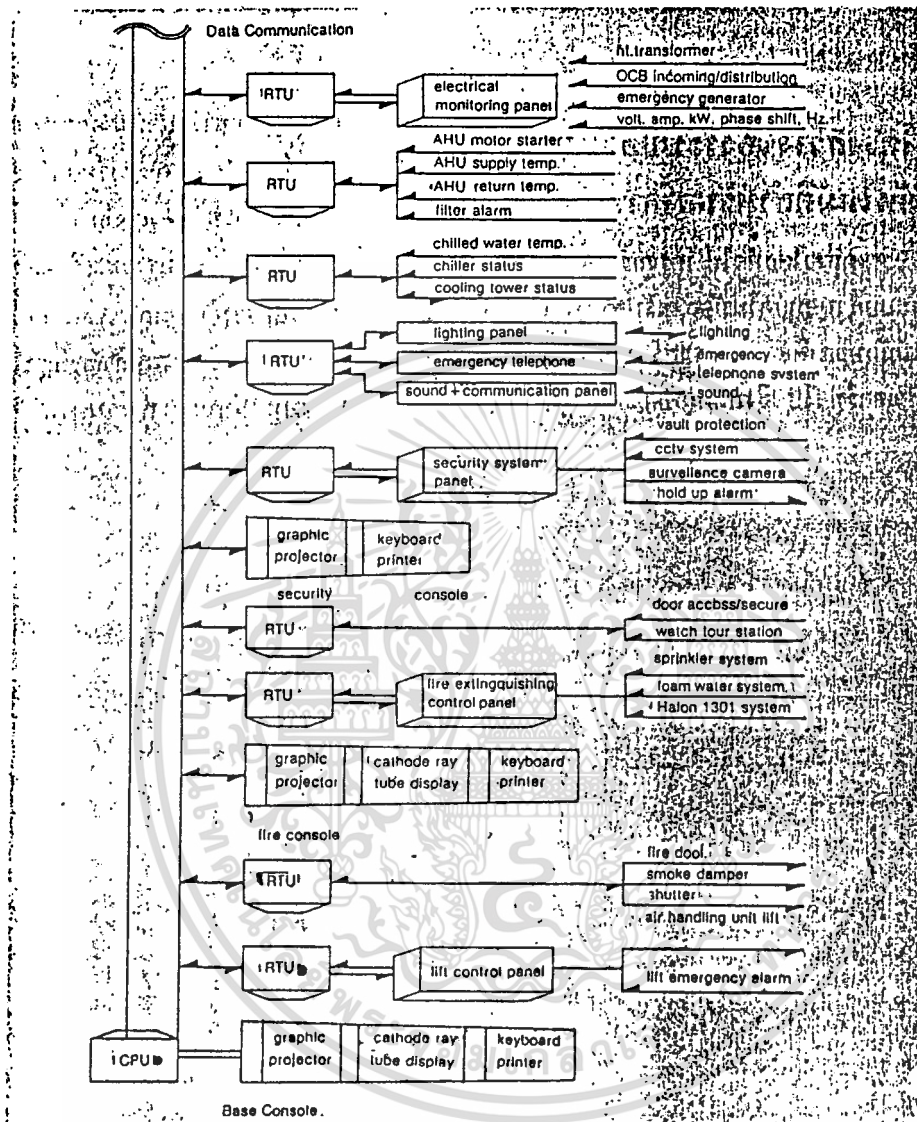 Data Communication
ht.transformer
RTU
electrical
monitoring panel
OCB incoming/distribution
emergency generator
volt. amp. kW, phase shift, Hz.
AHU motor starter
RTU
AHU supply temp.
AHU return temp.
filter alarm
chilled water temp.
RTU
chiller status
cooling tower status
lighting panel
lighting
RTU
emergency telephone
emergency
telephone system
sound + communication panel
sound
vault protection
RTU
security system
panel
cctv system
survellience camera
hold up alarm
graphic
projector
keyboard
printer
security console
door accbss/secure
RTU
watch tour station
sprinkler system
RTU
fire extinquishing
control panel
foam water system
Halon 1301 system
graphic
projector
cathode ray
tube display
keyboard
printer
fire console
fire door
RTU
smoke damper
shutter
air handling unit lift
RTU
lift control panel
lift emergency alarm
CPU
graphic
projector
cathode ray
tube display
keyboard
printer
Base Console.